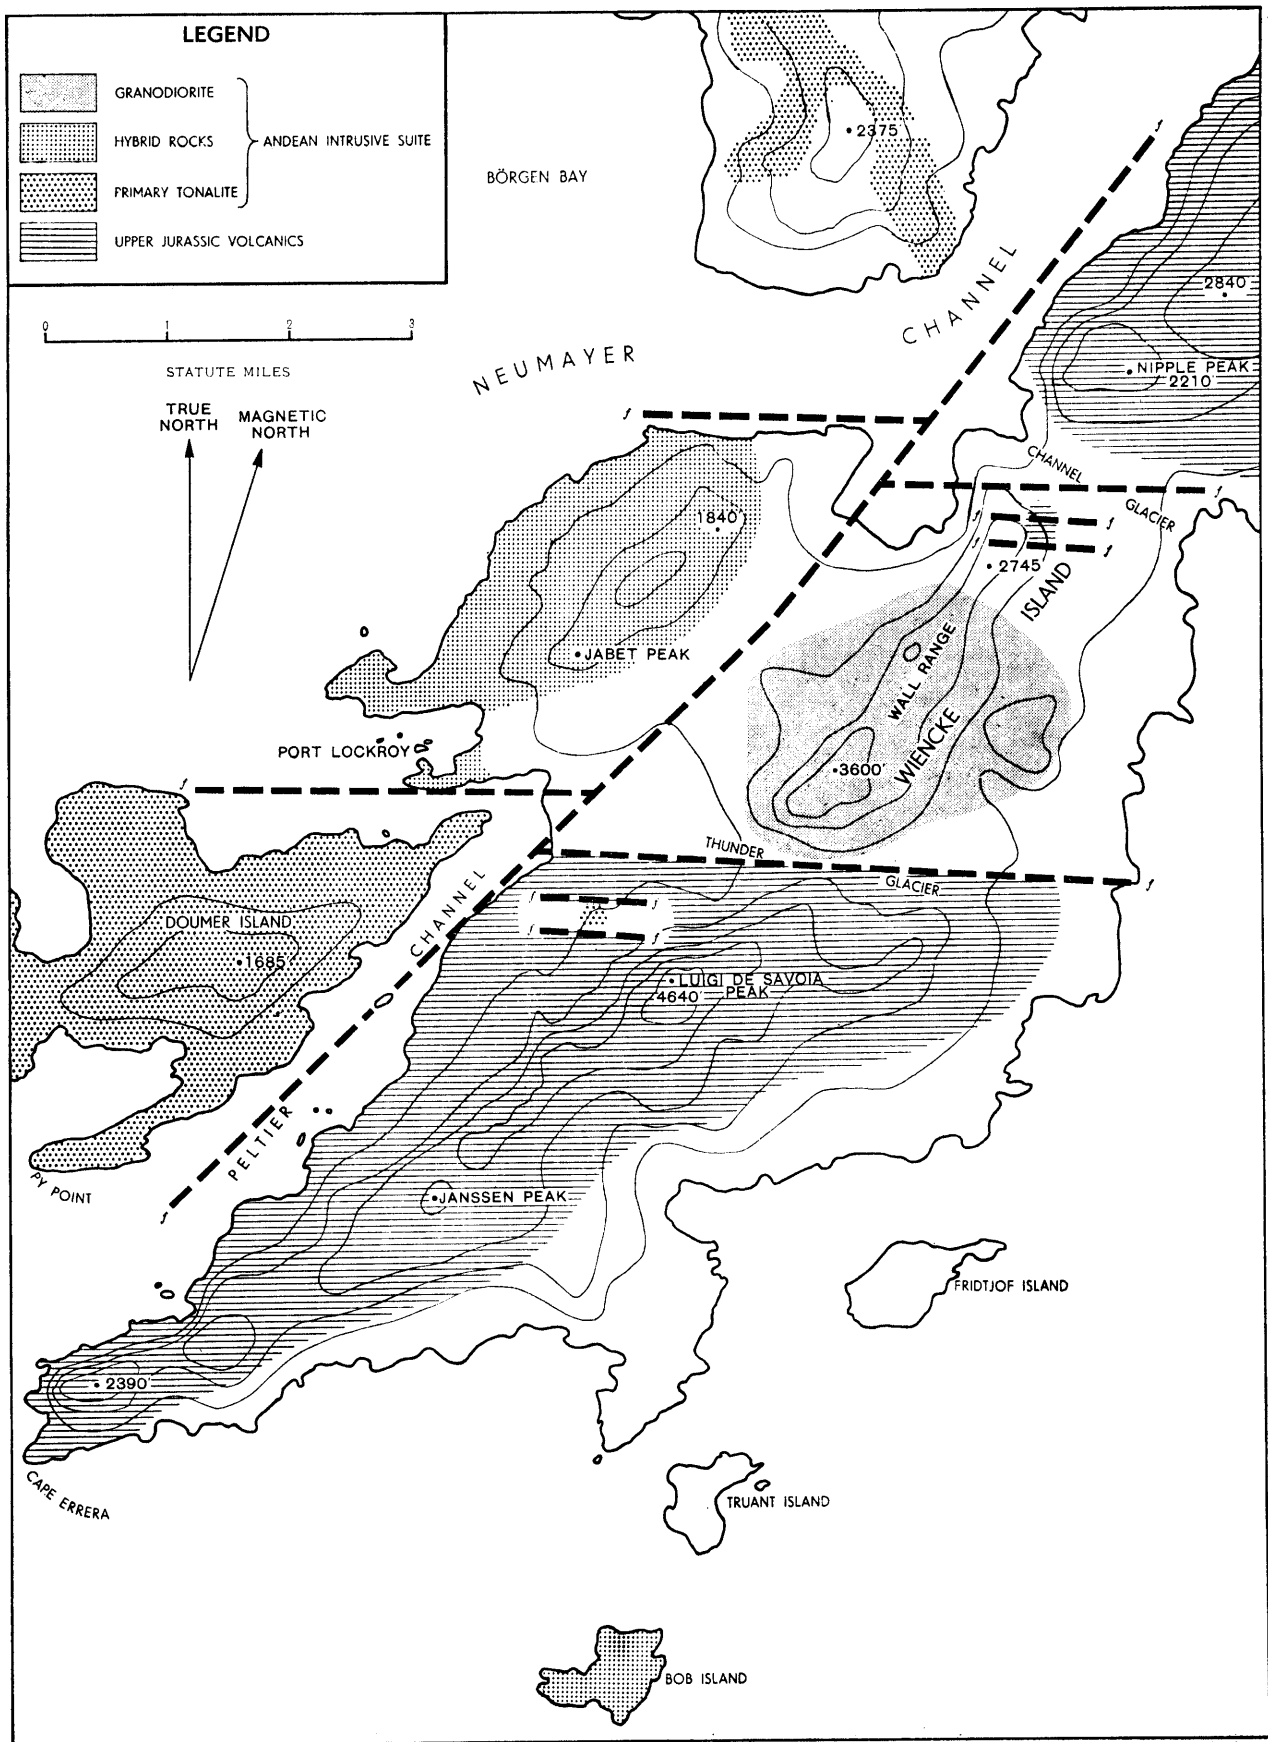 LEGEND
GRANODIORITE
HYBRID ROCKS
ANDEAN INTRUSIVE SUITE
PRIMARY TONALITE
UPPER JURASSIC VOLCANICS
0 1 2 3
STATUTE MILES
TRUE
NORTH
MAGNETIC
NORTH
BÖRGEN BAY
2375
f
NEUMAYER
CHANNEL
2840
NIPPLE PEAK
2210
f
CHANNEL
GLACIER
f
1840
f
f
f
f
2745
ISLAND
JABET PEAK
WALL RANGE
WIENCKE
3600
PORT LOCKROY
f
THUNDER
GLACIER
f
CHANNEL
f
f
f
f
DOUMER ISLAND
1685
LUIGI DE SAVOIA
4640 PEAK
PELTIER
f
PY POINT
JANSSEN PEAK
FRIDTJOF ISLAND
2390
CAPE ERRERA
TRUANT ISLAND
BOB ISLAND